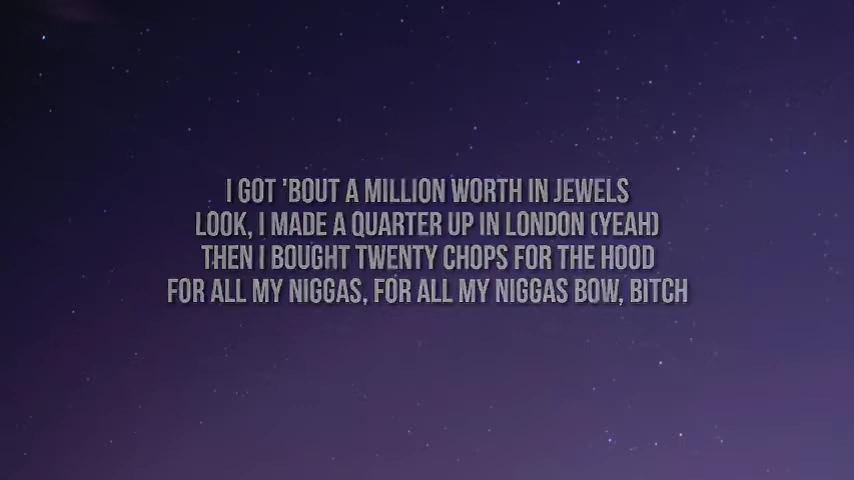 I GOT 'BOUT A MILLION WORTH IN JEWELS
LOOK, I MADE A QUARTER UP IN LONDON (YEAH)
THEN I BOUGHT TWENTY CHOPS FOR THE HOOD
FOR ALL MY NIGGAS, FOR ALL MY NIGGAS BOW, BITCH